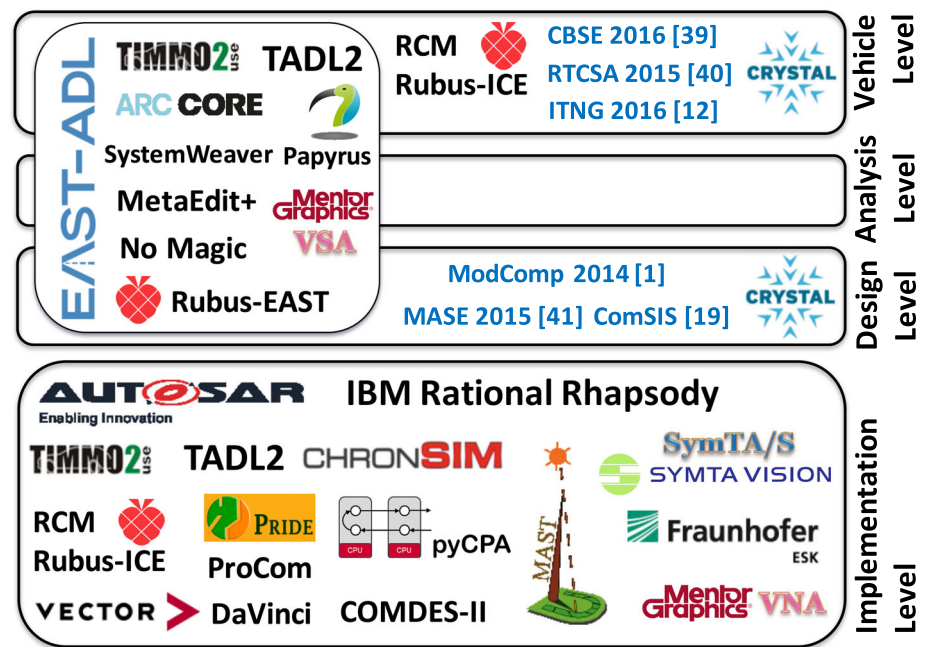 EAST-ADL
TIMMO2use TADL2
ARCCORE
SystemWeaver Papyrus
MetaEdit+ Mentor Graphics®
No Magic VSA
Rubus-EAST
RCM
Rubus-ICE
CBSE 2016 [39]
RTCSA 2015 [40]
ITNG 2016 [12]
CRYSTAL
Vehicle
Level
Analysis
Level
ModComp 2014 [1]
MASE 2015 [41] ComSIS [19]
CRYSTAL
Design
Level
AUTOSAR
Enabling Innovation
IBM Rational Rhapsody
TIMMO2use TADL2 CHRONSIM
SymTA/S
SYMTA VISION
RCM
Rubus-ICE
PRIDE
ProCom
CPU CPU
pyCPA
MAST
Fraunhofer
ESK
VECTOR DaVinci COMDES-II
Mentor Graphics® VNA
Implementation
Level